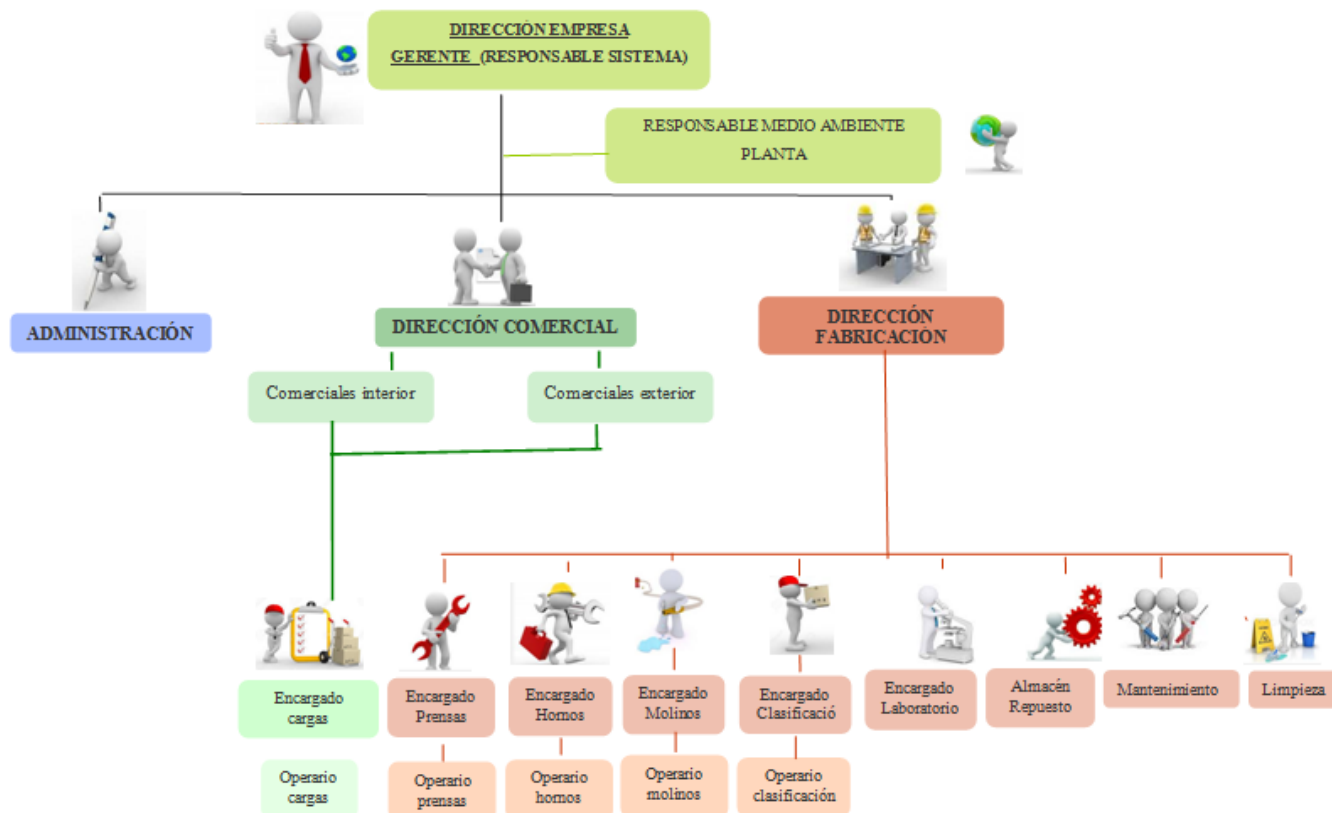 DIRECCIÓN EMPRESA
GERENTE (RESPONSABLE SISTEMA)
RESPONSABLE MEDIO AMBIENTE
PLANTA
ADMINISTRACIÓN
DIRECCIÓN COMERCIAL
DIRECCIÓN
FABRICACIÓN
Comerciales interior
Comerciales exterior
Encargado
cargas
Encargado
Prensas
Encargado
Hornos
Encargado
Molinos
Encargado
Clasificació
Encargado
Laboratorio
Almacén
Repuesto
Mantenimiento
Limpieza
Operario
cargas
Operario
prensas
Operario
hornos
Operario
molinos
Operario
clasificación